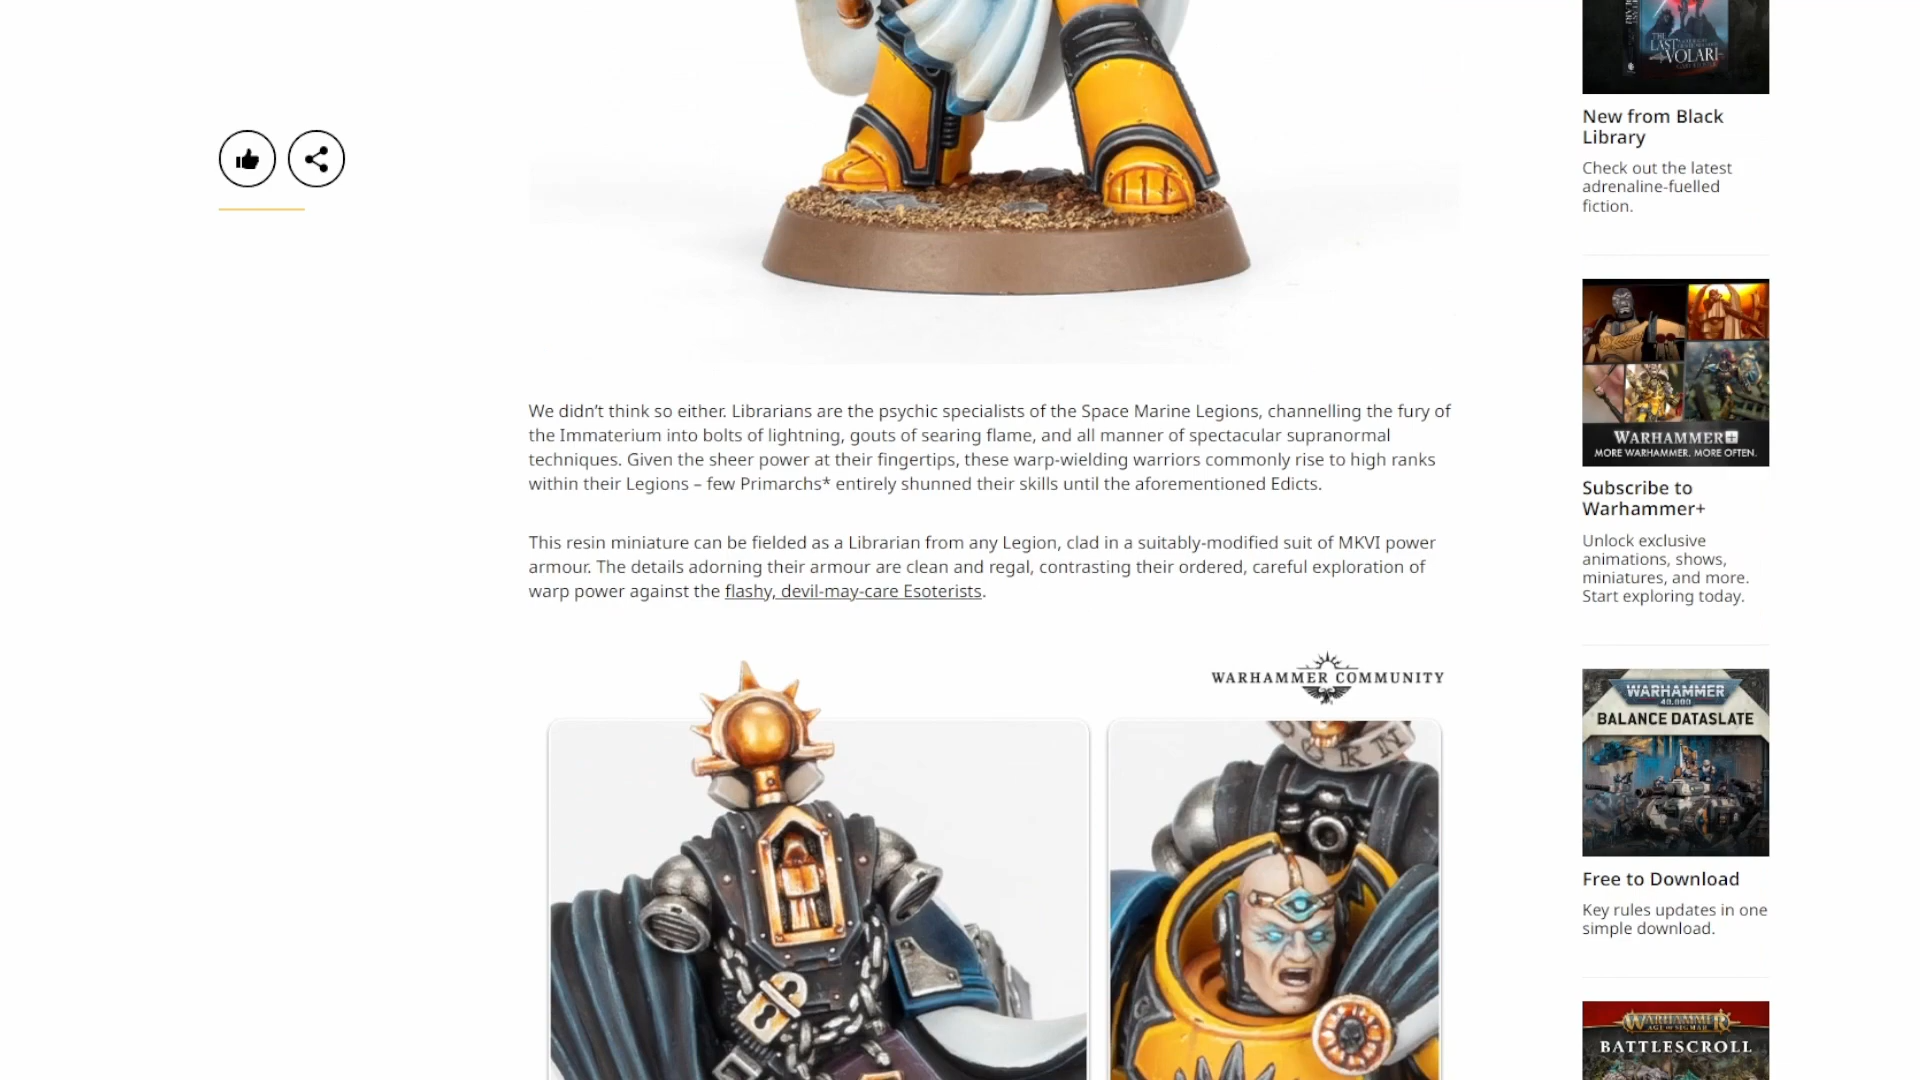 THE
LAST
VOLARI
New from Black
Library
Check out the latest
adrenaline-fuelled
fiction.
WARHAMMER+
MORE WARHAMMER. MORE OFTEN.
Subscribe to
Warhammer+
Unlock exclusive
animations, shows,
miniatures, and more.
Start exploring today.
We didn’t think so either. Librarians are the psychic specialists of the Space Marine Legions, channelling the fury of
the Immaterium into bolts of lightning, gouts of searing flame, and all manner of spectacular supranormal
techniques. Given the sheer power at their fingertips, these warp-wielding warriors commonly rise to high ranks
within their Legions – few Primarchs* entirely shunned their skills until the aforementioned Edicts.
This resin miniature can be fielded as a Librarian from any Legion, clad in a suitably-modified suit of MKVI power
armour. The details adorning their armour are clean and regal, contrasting their ordered, careful exploration of
warp power against the flashy, devil-may-care Esoterists.
WARHAMMER COMMUNITY
WARHAMMER
40,000
BALANCE DATASLATE
Free to Download
Key rules updates in one
simple download.
WARHAMMER
AGE OF SIGMAR
BATTLESCROLL